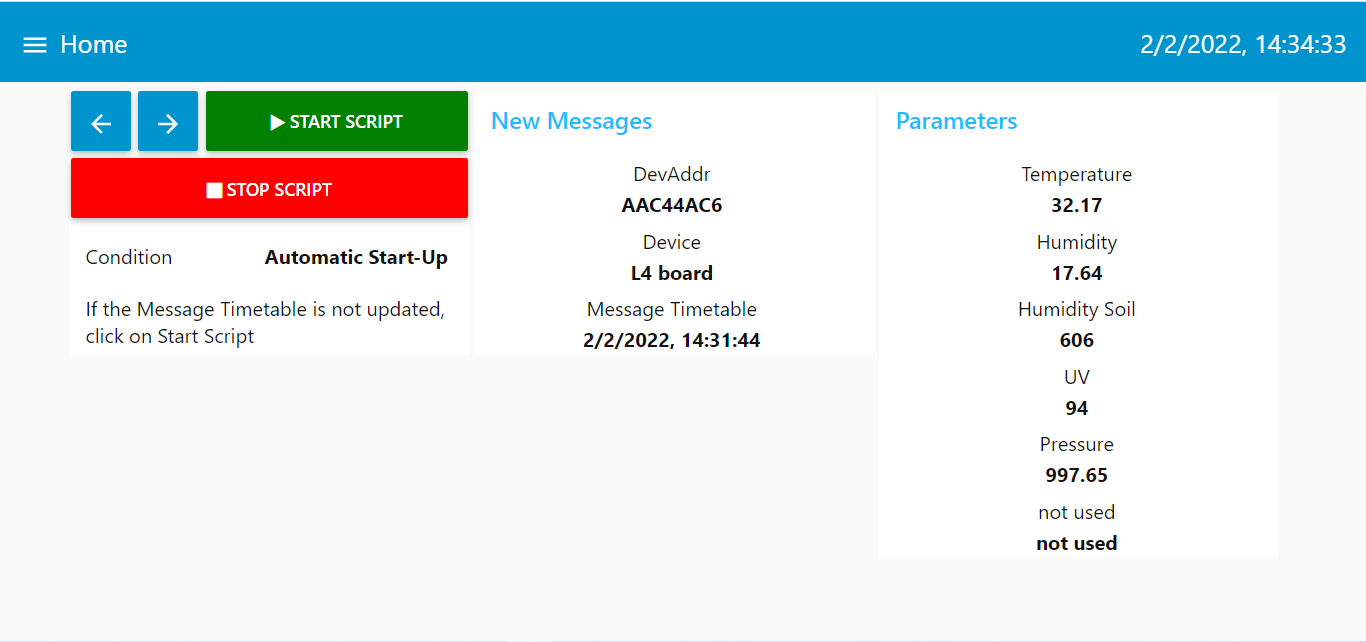 Home
2/2/2022, 14:34:33
START SCRIPT
STOP SCRIPT
Condition
Automatic Start-Up
If the Message Timetable is not updated,
click on Start Script
New Messages
DevAddr
AAC44AC6
Device
L4 board
Message Timetable
2/2/2022, 14:31:44
Parameters
Temperature
32.17
Humidity
17.64
Humidity Soil
606
UV
94
Pressure
997.65
not used
not used